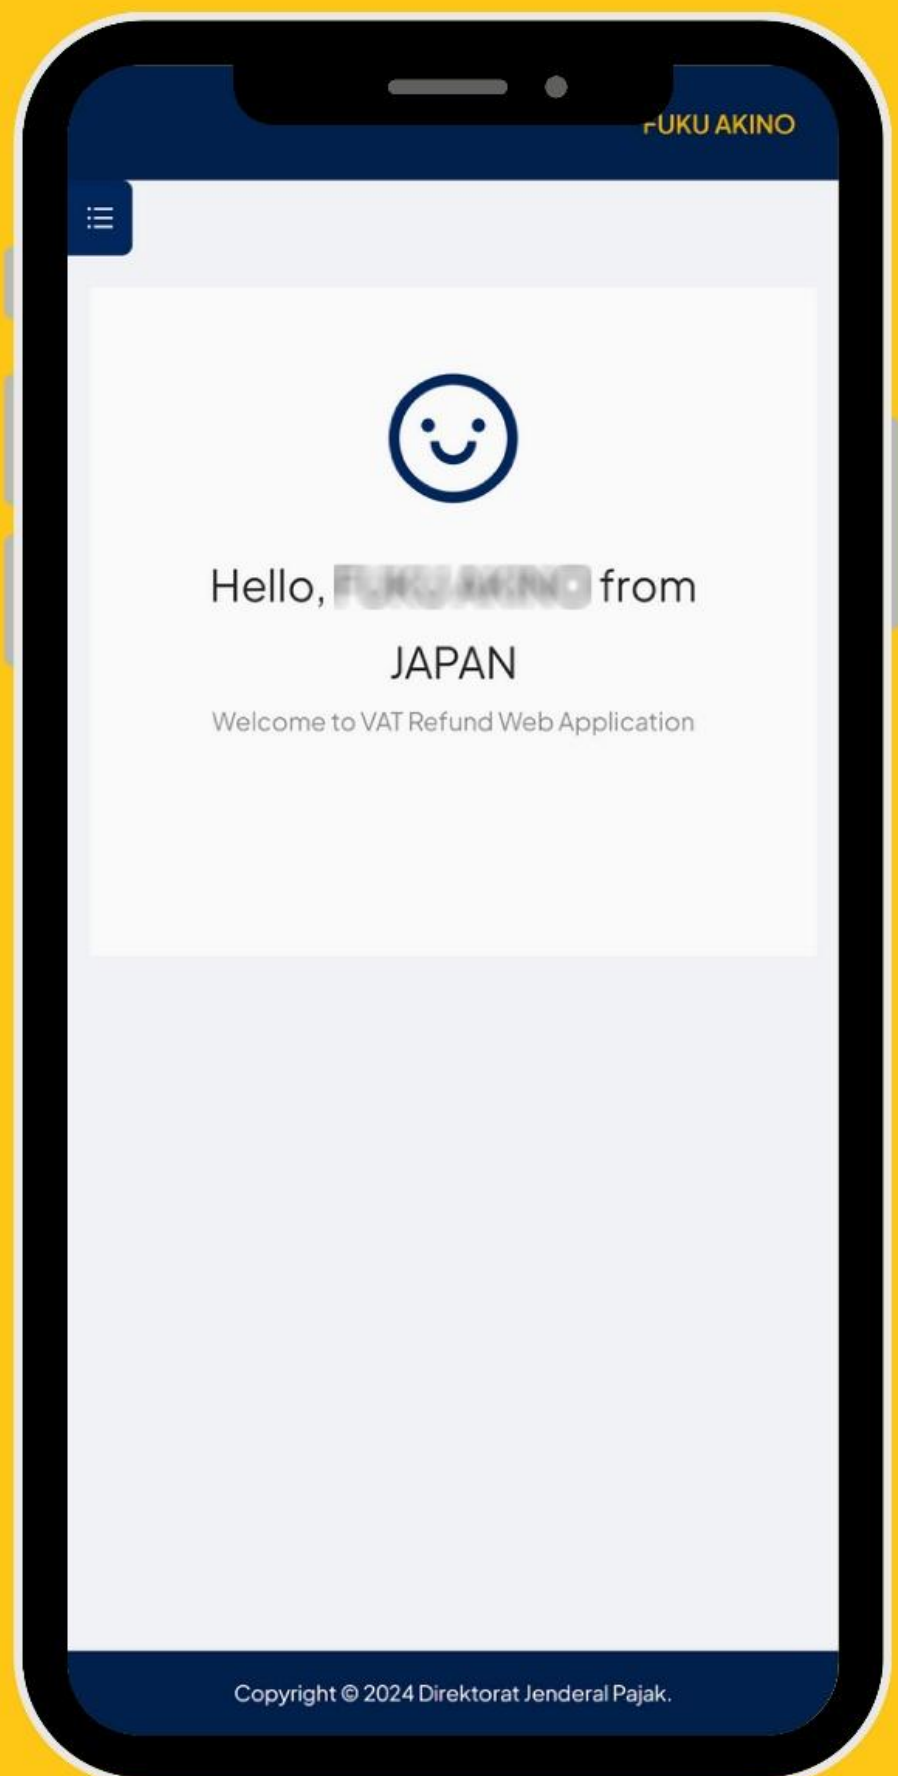 FUKU AKINO
Hello, from
JAPAN
Welcome to VAT Refund Web Application
Copyright © 2024 Direktorat Jenderal Pajak.